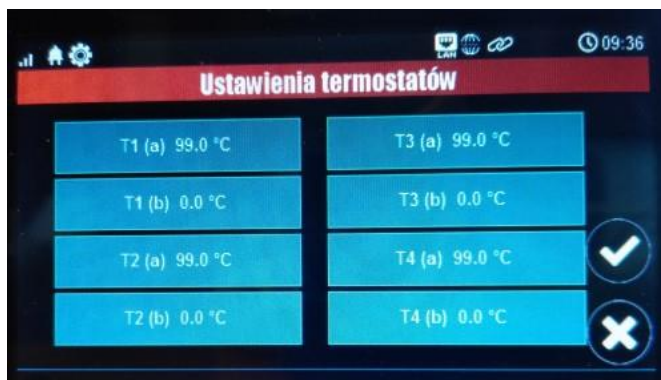 LAN 09:36
Ustawienia termostatów
T1 (a) 99.0 °C
T1 (b) 0.0 °C
T2 (a) 99.0 °C
T2 (b) 0.0 °C
T3 (a) 99.0 °C
T3 (b) 0.0 °C
T4 (a) 99.0 °C
T4 (b) 0.0 °C